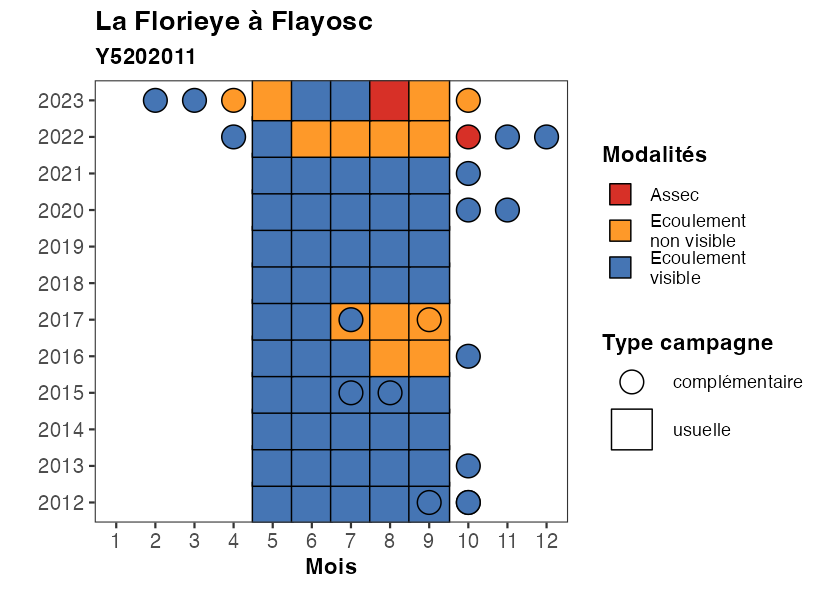 La Florieye à Flayosc
Y5202011
2023
2022
2021
2020
2019
2018
2017
2016
2015
2014
2013
2012
1 2 3 4 5 6 7 8 9 10 11 12
Mois
Modalités
Assec
Ecoulement
non visible
Ecoulement
visible
Type campagne
complémentaire
usuelle